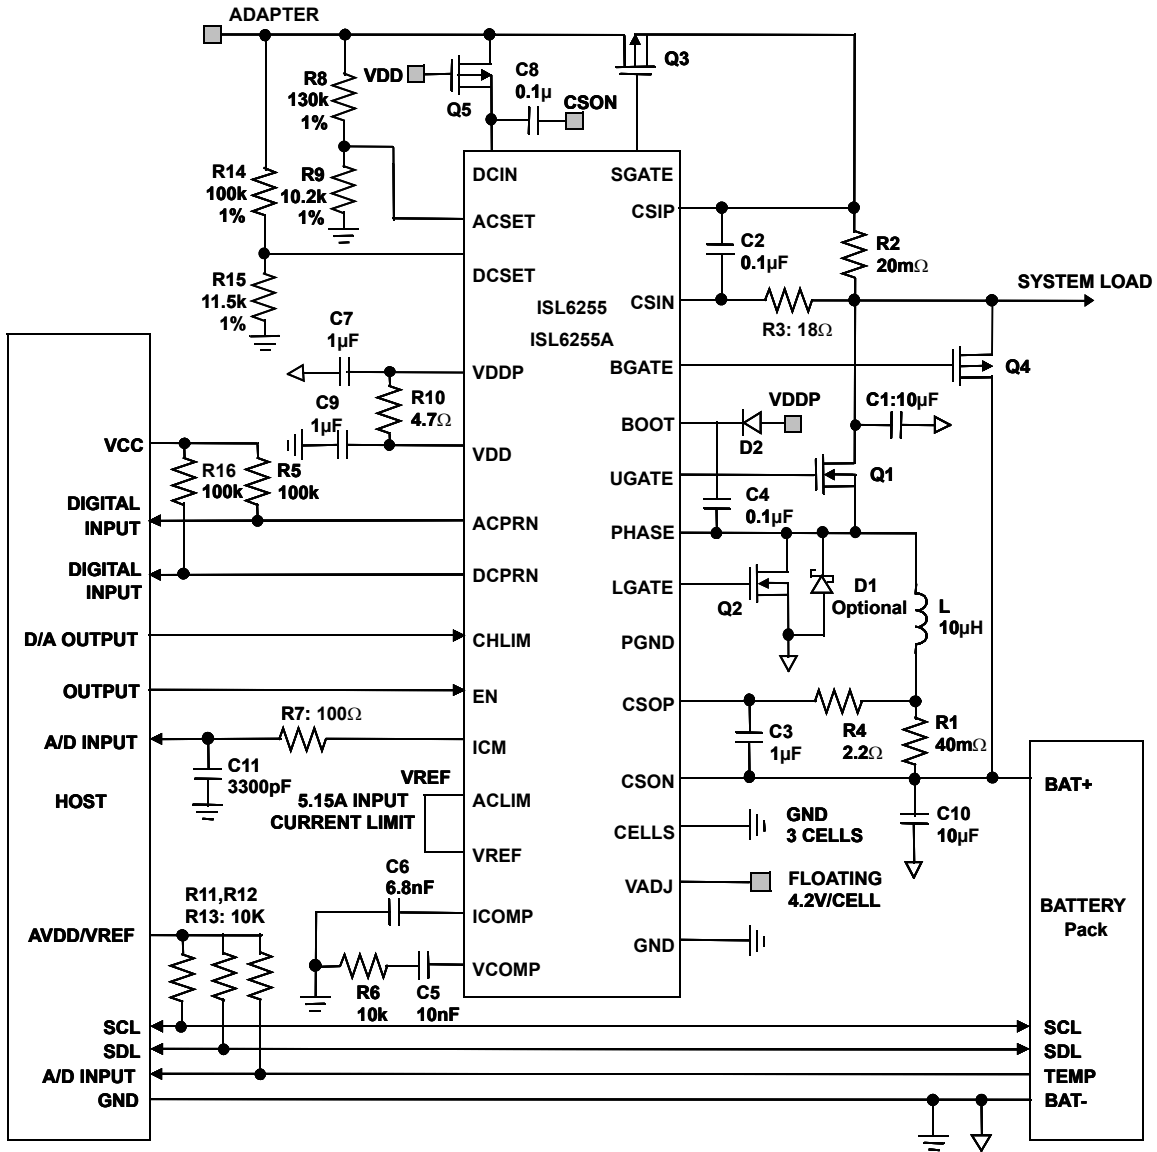 ADAPTER
VDD
Q5
C8
0.1µ
CSON
Q3
R8
130k
1%
R14
100k
1%
R9
10.2k
1%
R15
11.5k
1%
DCIN
SGATE
ACSET
CSIP
DCSET
CSIN
ISL6255
ISL6255A
C2
0.1µF
R2
20mΩ
R3: 18Ω
SYSTEM LOAD
C7
1µF
VDDP
BGATE
Q4
C9
1µF
R10
4.7Ω
BOOT
VDDP
D2
C1:10µF
VCC
VDD
R16
100k
R5
100k
UGATE
Q1
DIGITAL
INPUT
ACPRN
C4
0.1µF
PHASE
DIGITAL
INPUT
DCPRN
LGATE
Q2
D1
Optional
L
10µH
D/A OUTPUT
CHLIM
PGND
OUTPUT
EN
CSOP
R4
2.2Ω
R1
40mΩ
C3
1µF
R7: 100Ω
A/D INPUT
ICM
C11
3300pF
CSON
BAT+
HOST
VREF
5.15A INPUT
CURRENT LIMIT
ACLIM
CELLS
GND
3 CELLS
C10
10µF
VREF
C6
6.8nF
VADJ
FLOATING
4.2V/CELL
R11,R12
R13: 10K
ICOMP
BATTERY
Pack
AVDD/VREF
GND
VCOMP
R6
10k
C5
10nF
SCL
SCL
SDL
SDL
A/D INPUT
TEMP
GND
BAT-